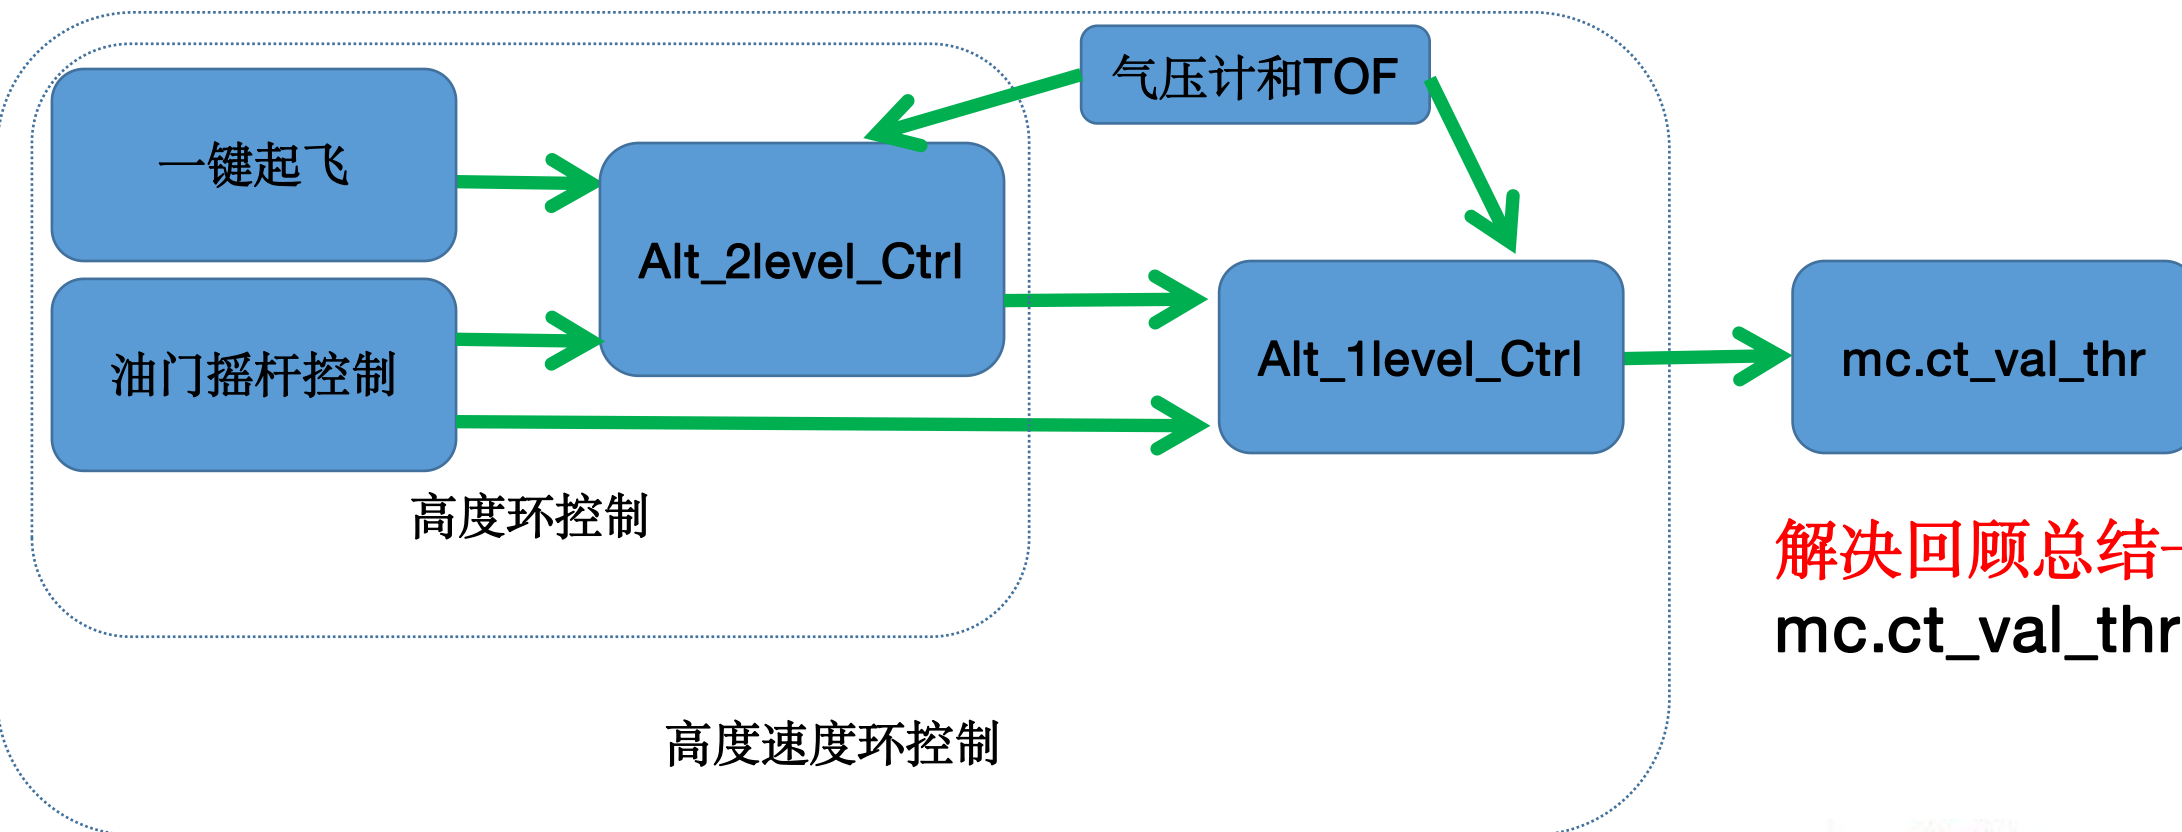 气压计和TOF
一键起飞
Alt_2level_Ctrl
油门摇杆控制
Alt_1level_Ctrl
mc.ct_val_thr
高度环控制
解决回顾总结
mc.ct_val_thr
高度速度环控制